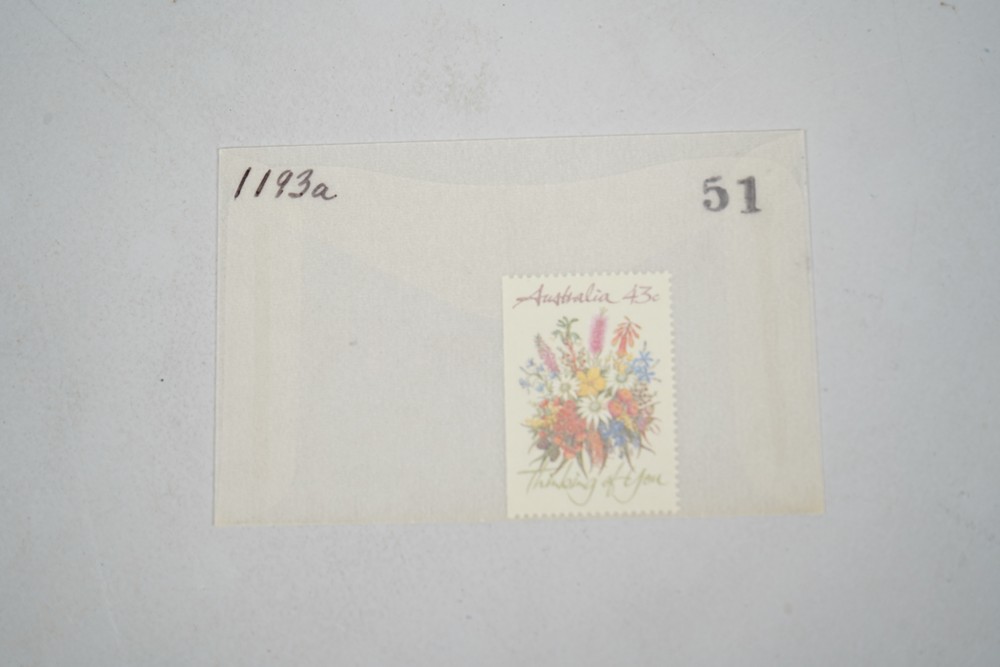 1193a
51
Australia 43c
Thinking of You